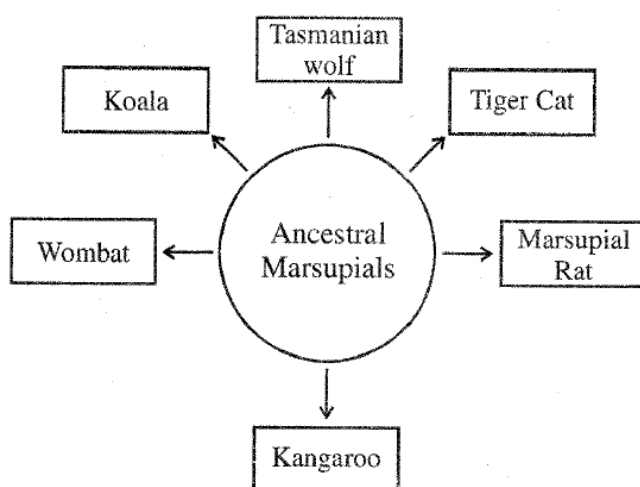 Tasmanian
wolf
Koala
Tiger Cat
Wombat
Ancestral
Marsupials
Marsupial
Rat
Kangaroo